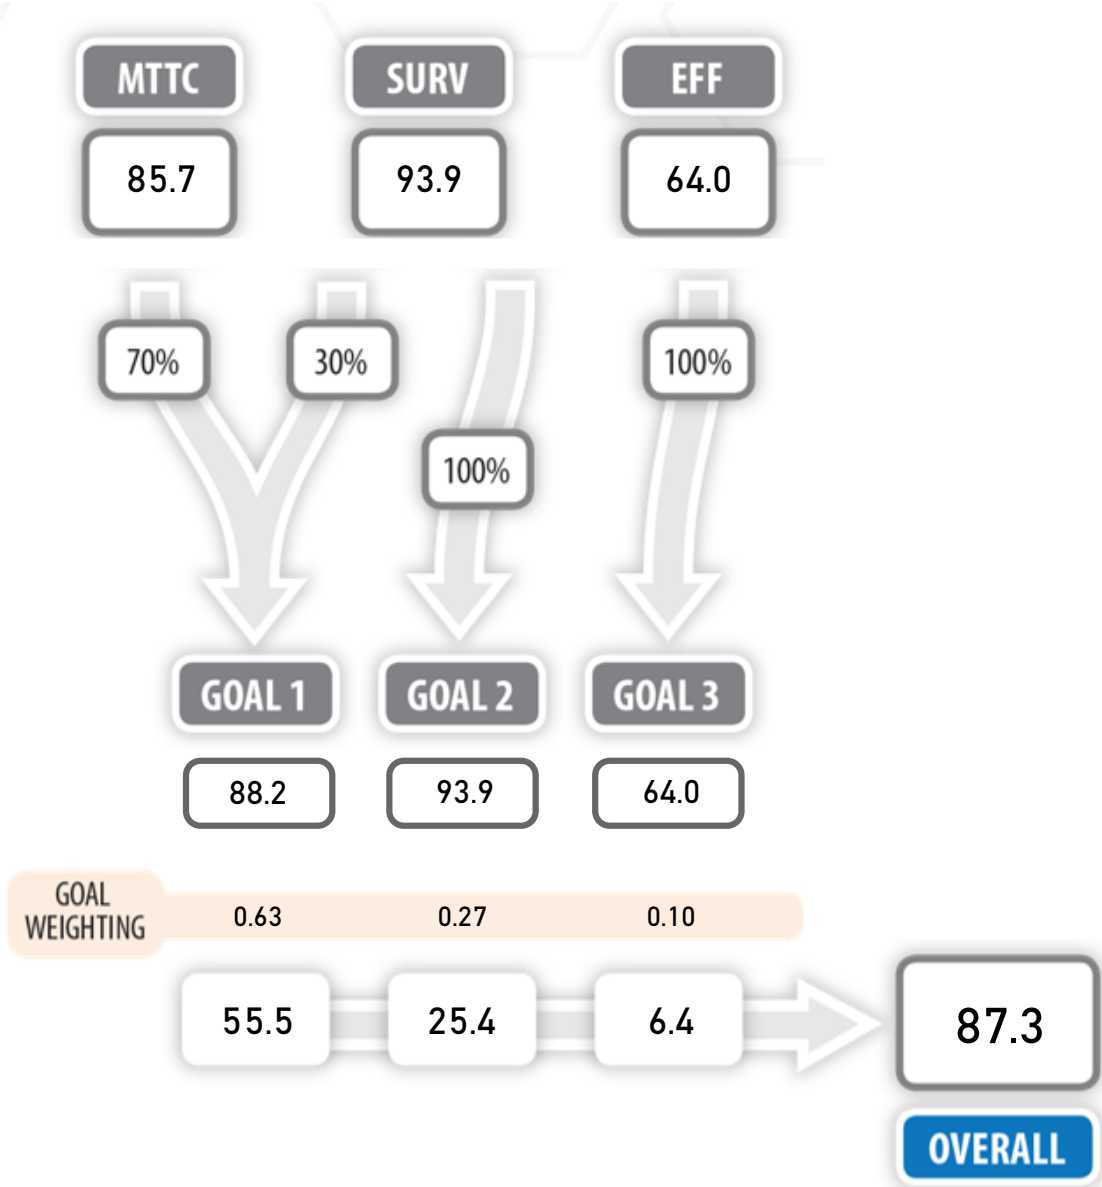 MTTC
SURV
EFF
85.7
93.9
64.0
70%
30%
100%
100%
GOAL 1
GOAL 2
GOAL 3
88.2
93.9
64.0
GOAL
WEIGHTING
0.63
0.27
0.10
55.5
25.4
6.4
87.3
OVERALL